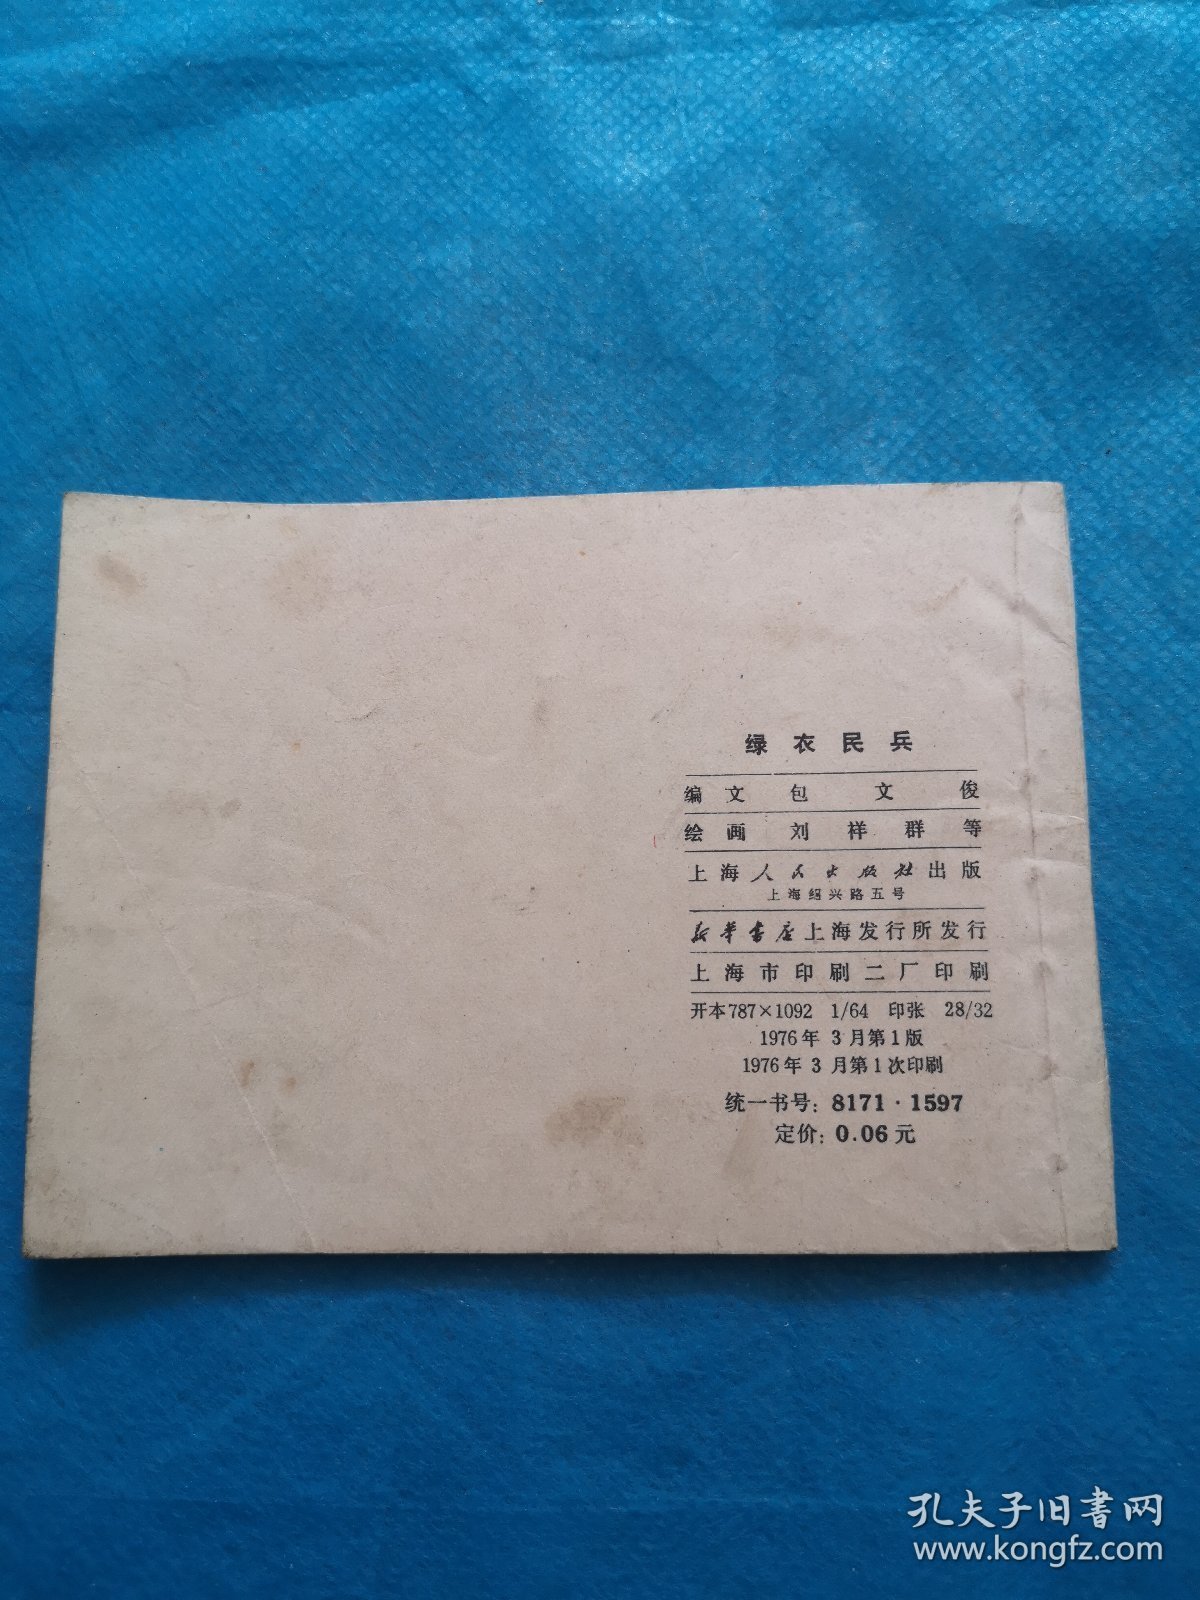 绿衣民兵
编文 包文俊
绘画 刘祥群等
上海人民出版社出版
上海绍兴路五号
新华书店上海发行所发行
上海市印刷二厂印刷
开本787×1092 1/64 印张 28/32
1976年3月第1版
1976年3月第1次印刷
统一书号：8171·1597
定价：0.06元
孔夫子旧书网
www.kongfz.com